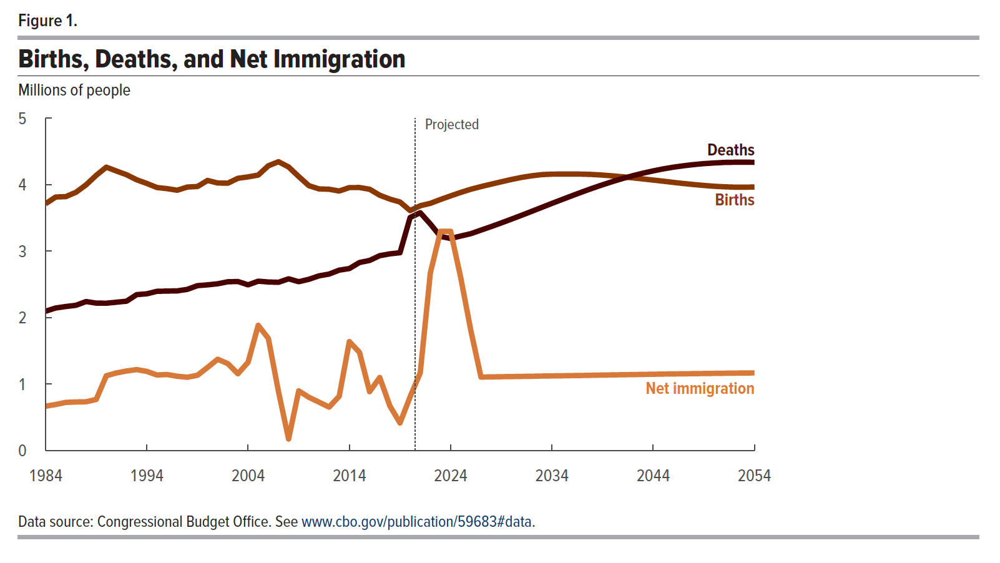 Figure 1.
Births, Deaths, and Net Immigration
Millions of people
5
Projected
Deaths
4
Births
3
2
1
Net immigration
0
1984 1994 2004 2014 2024 2034 2044 2054
Data source: Congressional Budget Office. See www.cbo.gov/publication/59683#data.